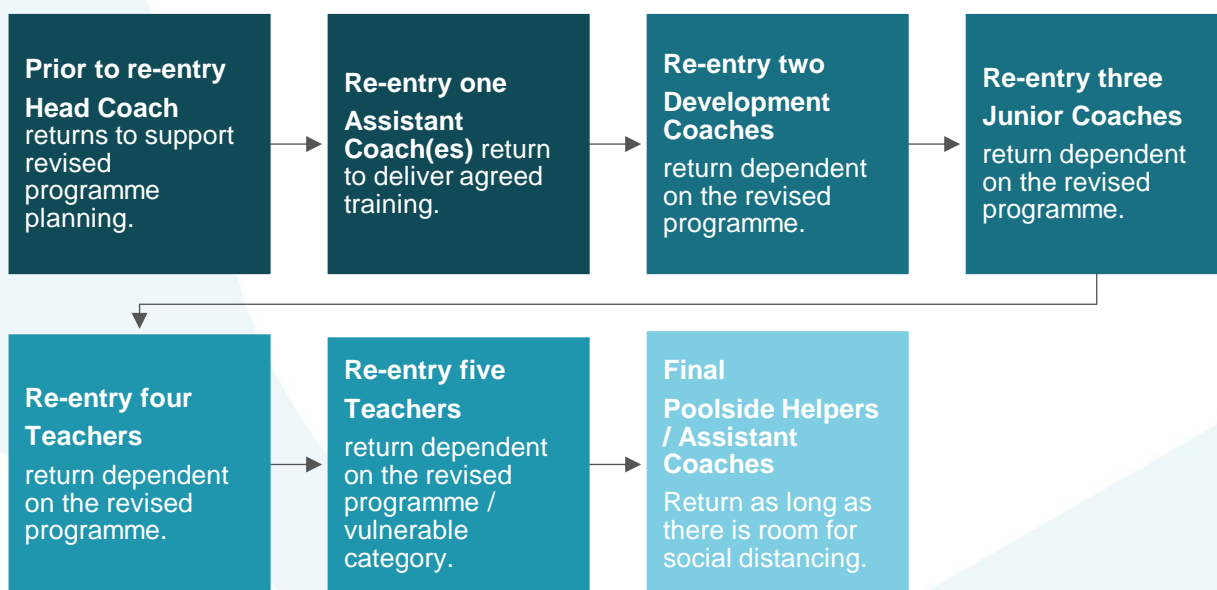 Prior to re-entry
Head Coach
returns to support
revised
programme
planning.
Re-entry one
Assistant
Coach(es) return
to deliver agreed
training.
Re-entry two
Development
Coaches
return dependent
on the revised
programme.
Re-entry three
Junior Coaches
return dependent
on the revised
programme.
Re-entry four
Teachers
return dependent
on the revised
programme.
Re-entry five
Teachers
return dependent
on the revised
programme /
vulnerable
category.
Final
Poolside Helpers
/ Assistant
Coaches
Return as long as
there is room for
social distancing.